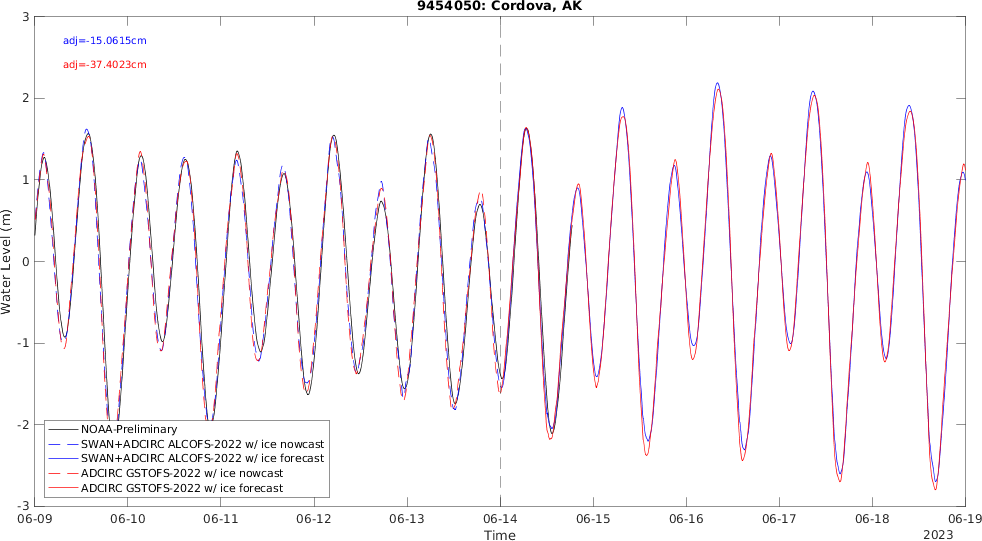 9454050: Cordova, AK
adj=-15.0615cm
adj=-37.4023cm
3
2
1
0
-1
-2
-3
Water Level (m)
NOAA-Preliminary
SWAN+ADCIRC ALCOFS-2022 w/ ice nowcast
SWAN+ADCIRC ALCOFS-2022 w/ ice forecast
ADCIRC GSTOFS-2022 w/ ice nowcast
ADCIRC GSTOFS-2022 w/ ice forecast
06-09 06-10 06-11 06-12 06-13 06-14 06-15 06-16 06-17 06-18 06-19
Time
2023